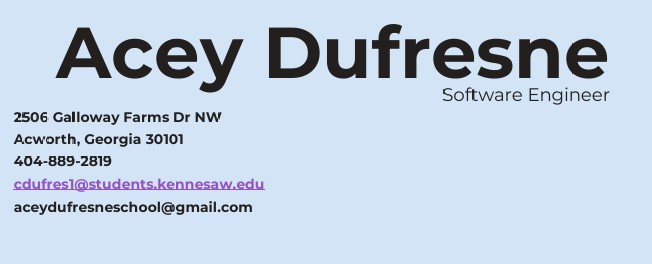 Acey Dufresne
Software Engineer
2506 Galloway Farms Dr NW
Acworth, Georgia 30101
404-889-2819
cdufres1@students.kennesaw.edu
aceydufresneschool@gmail.com